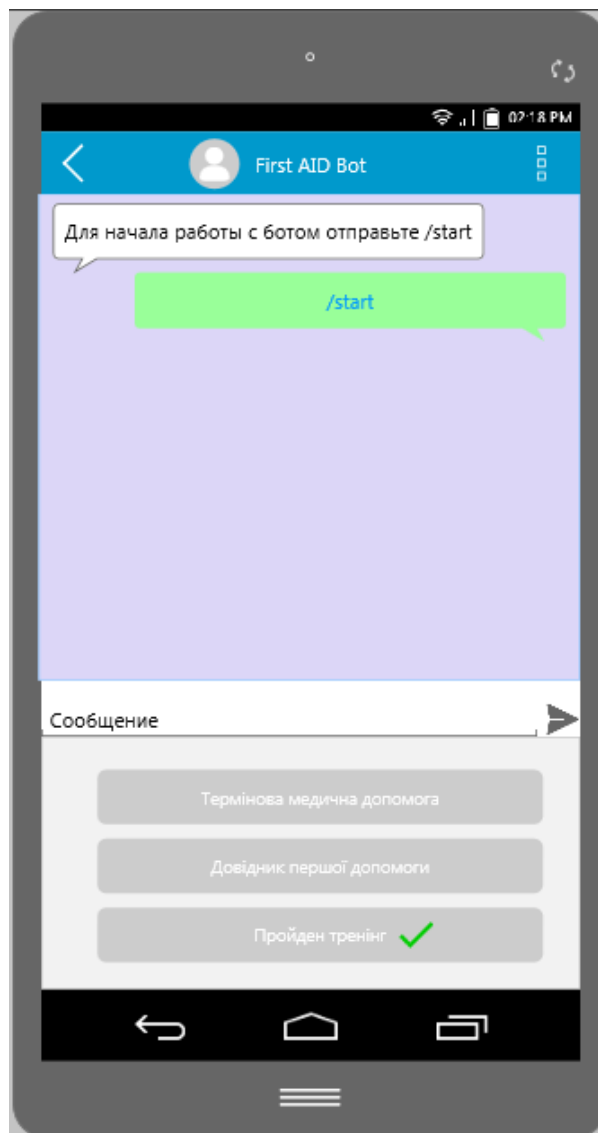 02:18 PM
First AID Bot
Для начала работы с ботом отправьте /start
/start
Сообщение
Термінова медична допомога
Довідник першої допомоги
Пройден тренінг